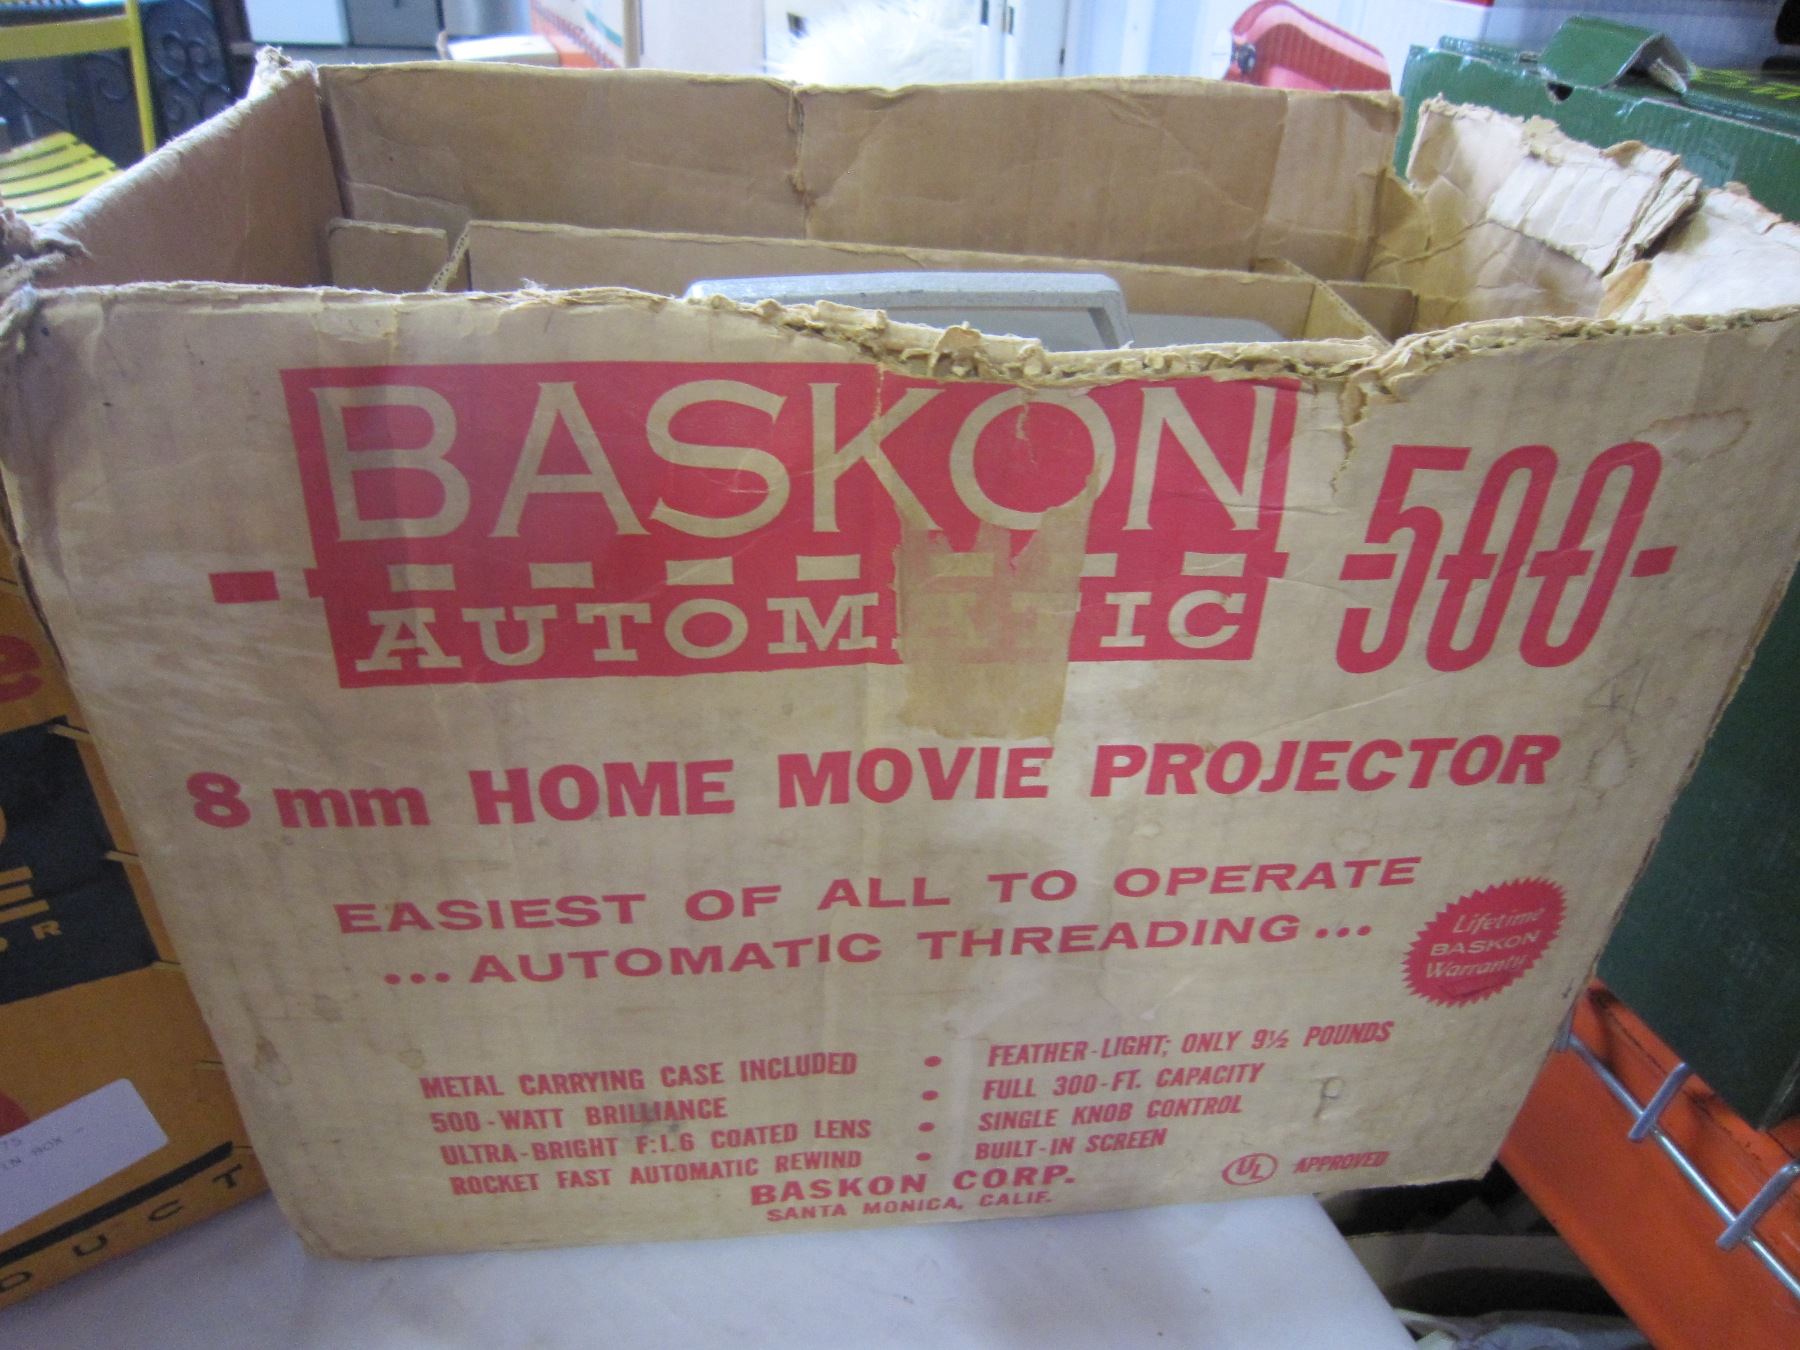 BASKON
AUTOMATIC
500
8 mm HOME MOVIE PROJECTOR
EASIEST OF ALL TO OPERATE
...AUTOMATIC THREADING...
Lifetime
BASKON
Warranty
METAL CARRYING CASE INCLUDED
500-WATT BRILLIANCE
ULTRA-BRIGHT F:1.6 COATED LENS
ROCKET FAST AUTOMATIC REWIND
• FEATHER-LIGHT; ONLY 9½ POUNDS
• FULL 300-FT. CAPACITY
• SINGLE KNOB CONTROL
• BUILT-IN SCREEN
BASKON CORP.
SANTA MONICA, CALIF.
UL APPROVED